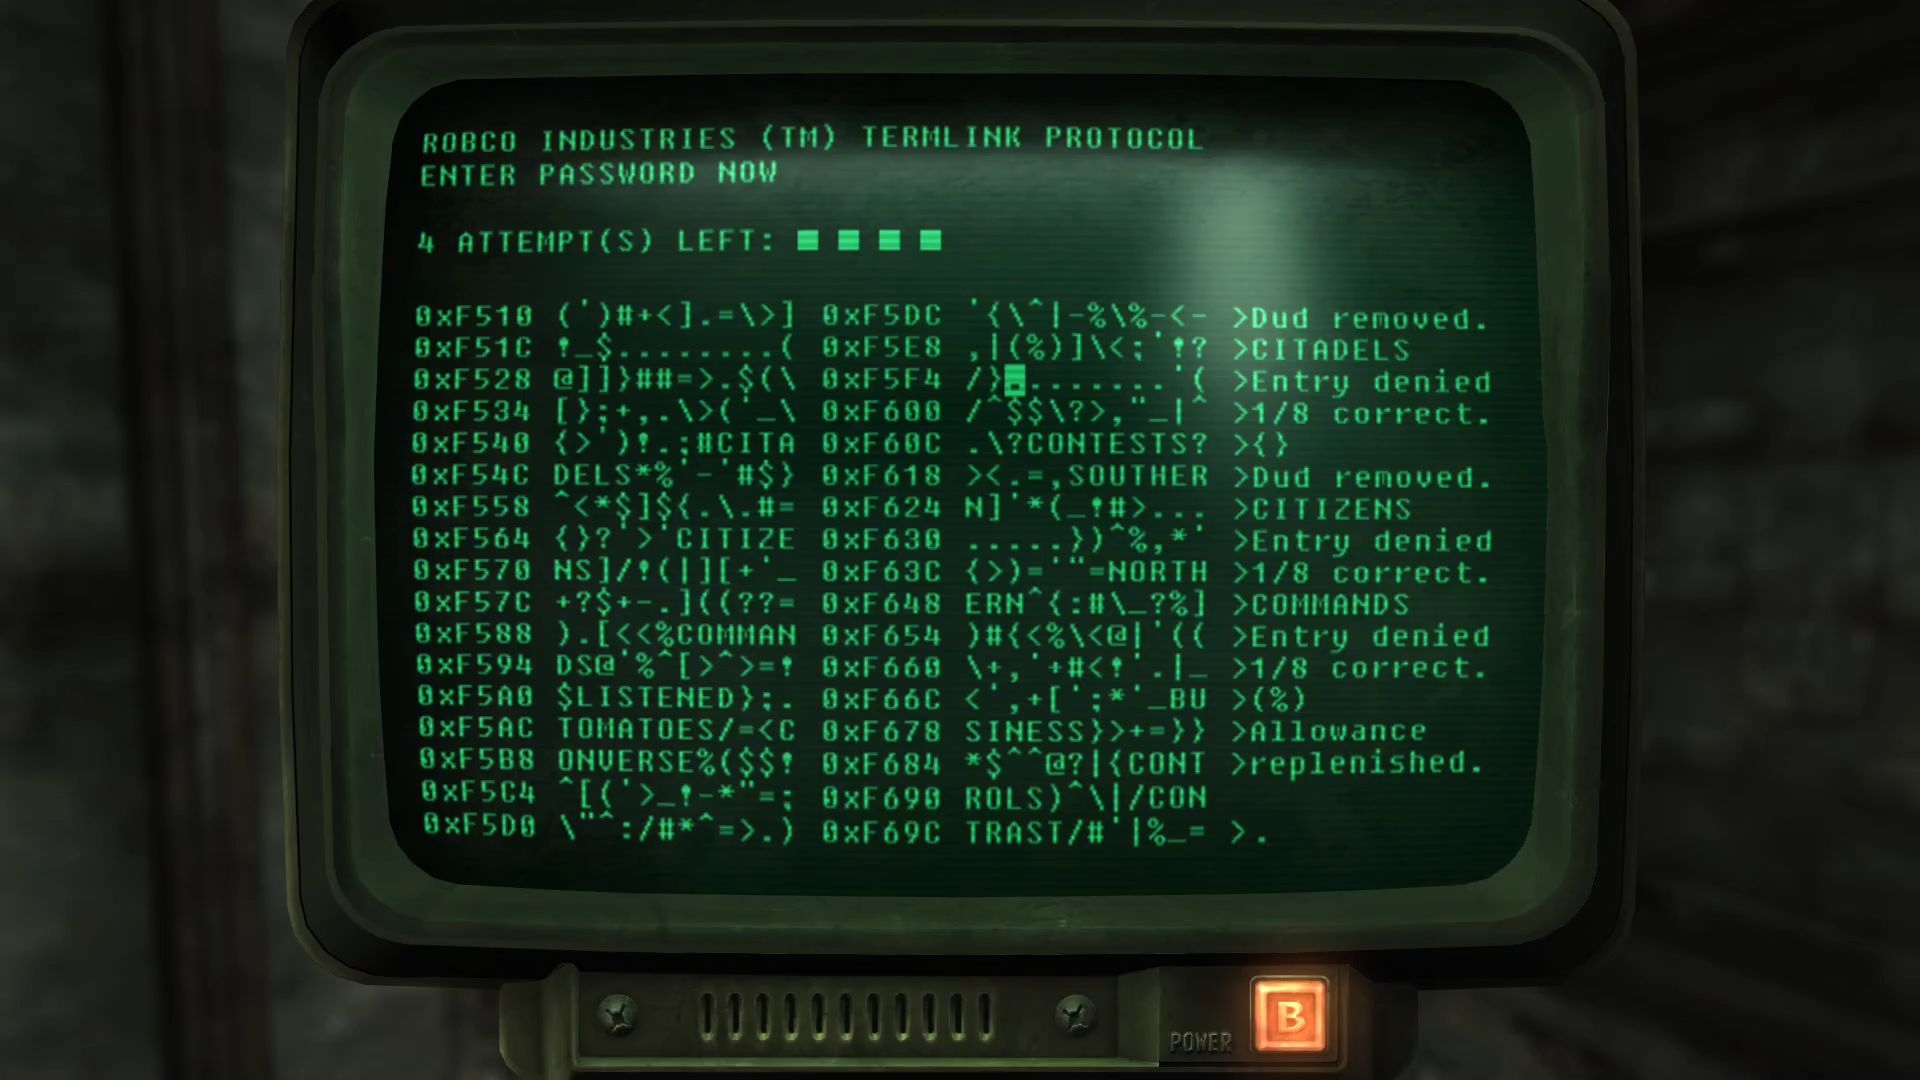 ROBCO INDUSTRIES (TM) TERMLINK PROTOCOL
ENTER PASSWORD NOW
4 ATTEMPT(S) LEFT: ■ ■ ■ ■
0xF510 (')#+<].=\>] 0xF5DC '{\^|-%\%-<- >Dud removed.
0xF51C !_$........( 0xF5E8 ,|(%)]\<;'!? >CITADELS
0xF528 @]]}##=>.$(\ 0xF5F4 /}........'( >Entry denied
0xF534 [};+,.\>('_\ 0xF600 /^$$\?>,"_|^ >1/8 correct.
0xF540 {>')!.;#CITA 0xF60C .\?CONTESTS? >{}
0xF54C DELS*%'-'#$} 0xF618 ><.=,SOUTHER >Dud removed.
0xF558 ^<*$]${.\.#= 0xF624 N]'*(_!#>... >CITIZENS
0xF564 {}?'>'CITIZE 0xF630 .....})^%,*' >Entry denied
0xF570 NS]/!(|][+'_ 0xF63C {>)='"=NORTH >1/8 correct.
0xF57C +?$+-.]((??= 0xF648 ERN^{:#\_?%] >COMMANDS
0xF588 ).[<<%COMMAN 0xF654 )#{<%\<@|'(( >Entry denied
0xF594 DS@'%^[>^>=! 0xF660 \+,'+#<!'.|_ >1/8 correct.
0xF5A0 $LISTENED};. 0xF66C <',+[';*'_BU >(%)
0xF5AC TOMATOES/=<C 0xF678 SINESS}>+=}} >Allowance
0xF5B8 ONVERSE%($$! 0xF684 *$^^@?|{CONT >replenished.
0xF5C4 ^[('>_!-*"=; 0xF690 ROLS)^\|/CON
0xF5D0 \"^:/#*^=>.) 0xF69C TRAST/#'|%_= >.
POWER B